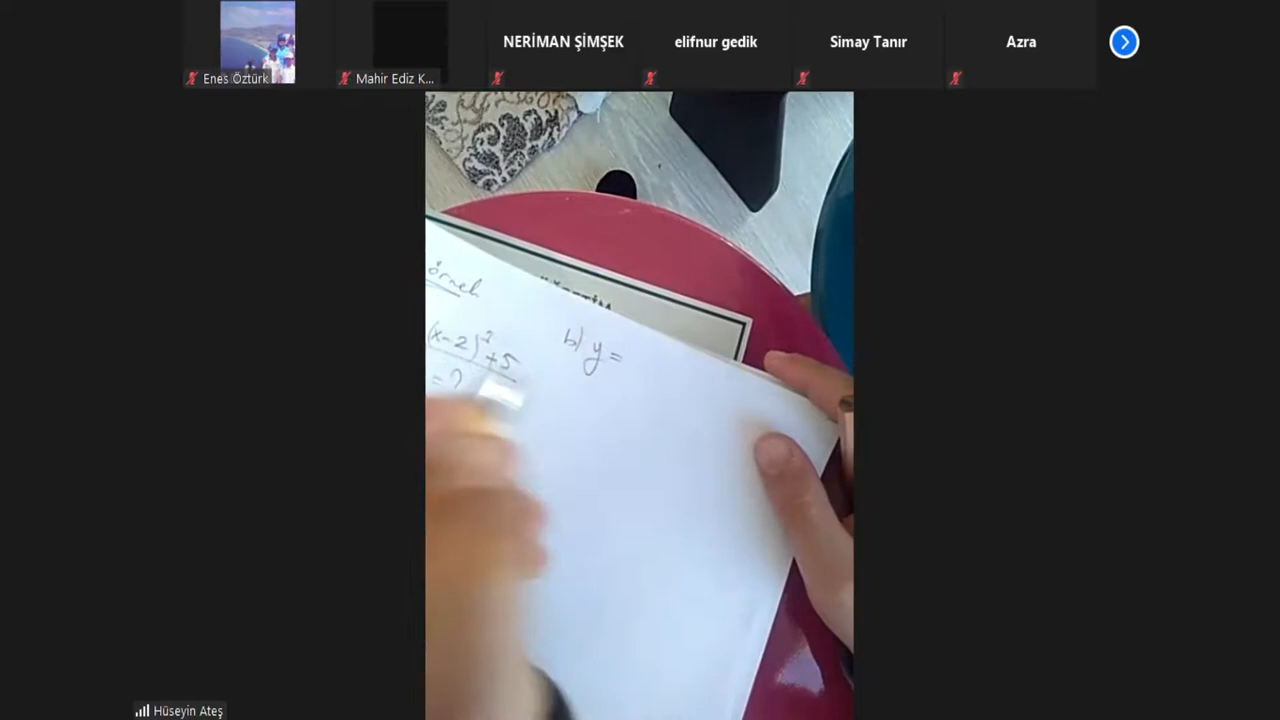 Enes Öztürk
Mahir Ediz K...
NERİMAN ŞİMŞEK
elifnur gedik
Simay Tanır
Azra
örnek
(x-2)²+5
= ?
b) y =
Hüseyin Ateş